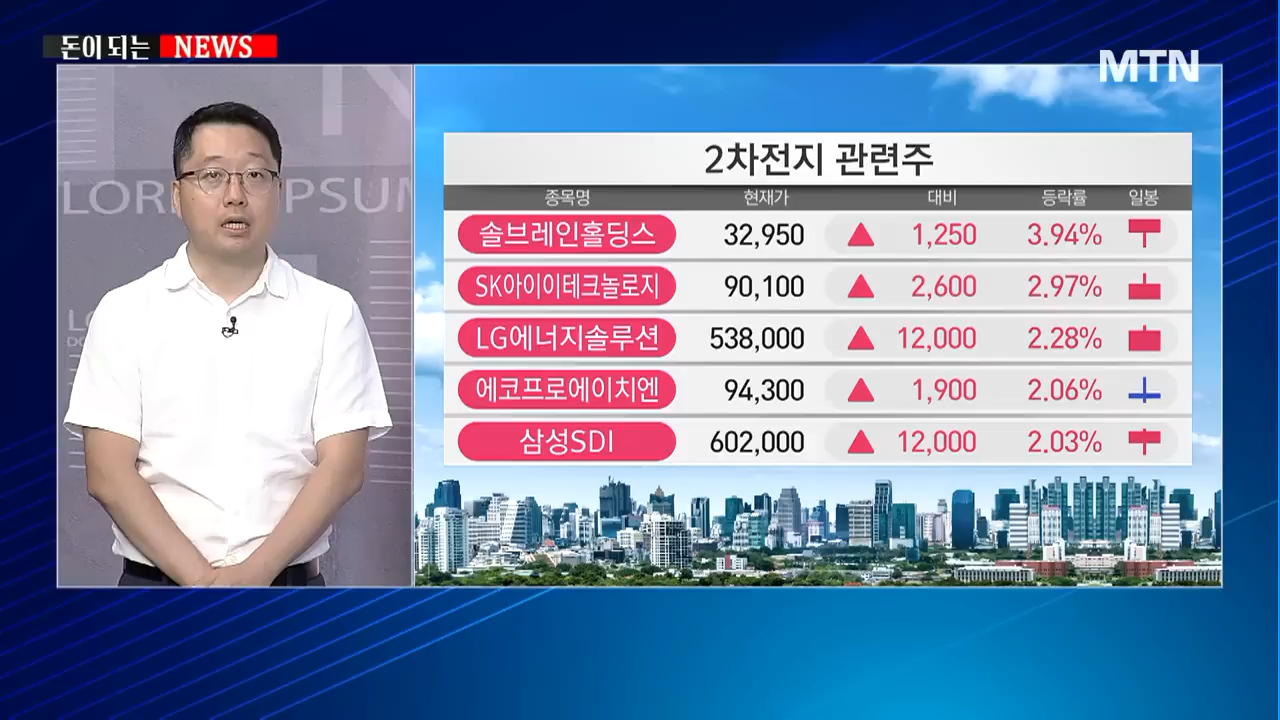 돈이 되는 NEWS
MTN
LOREM IPSUM
2차전지 관련주
종목명 현재가 대비 등락률 일봉
솔브레인홀딩스 32,950 ▲ 1,250 3.94%
SK아이이테크놀로지 90,100 ▲ 2,600 2.97%
LG에너지솔루션 538,000 ▲ 12,000 2.28%
에코프로에이치엔 94,300 ▲ 1,900 2.06%
삼성SDI 602,000 ▲ 12,000 2.03%